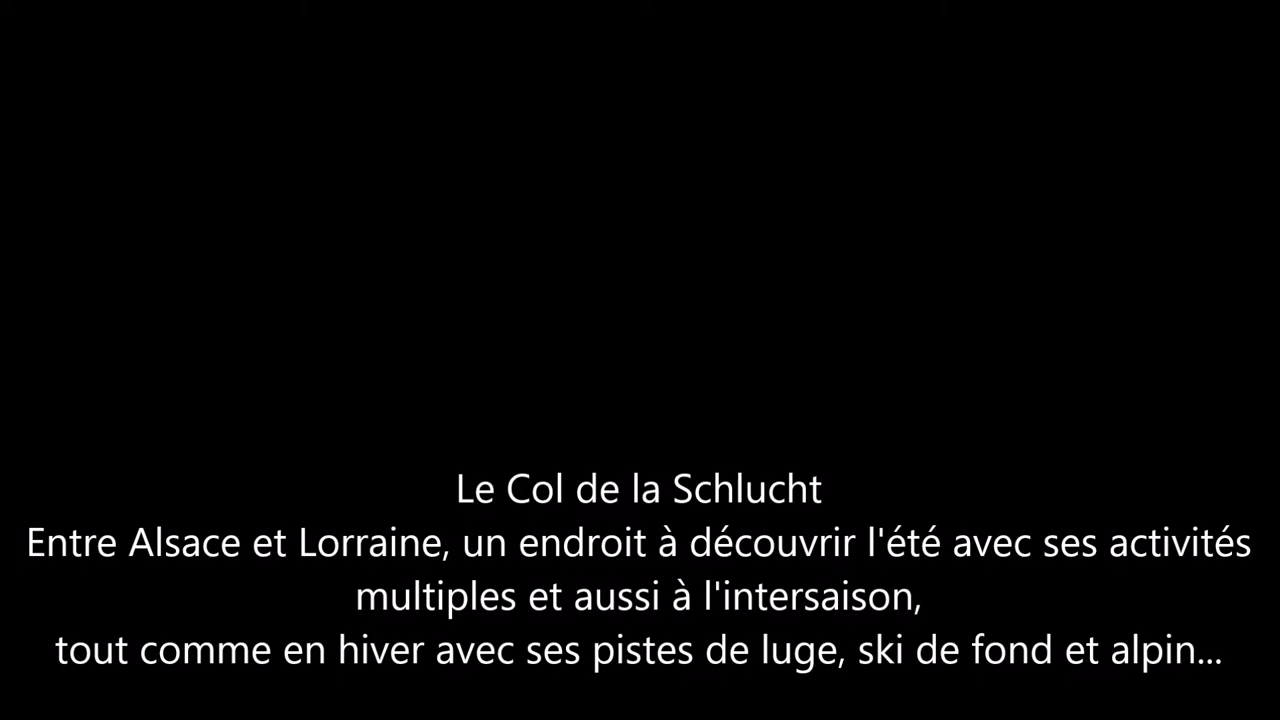 Le Col de la Schlucht
Entre Alsace et Lorraine, un endroit à découvrir l'été avec ses activités
multiples et aussi à l'intersaison,
tout comme en hiver avec ses pistes de luge, ski de fond et alpin...